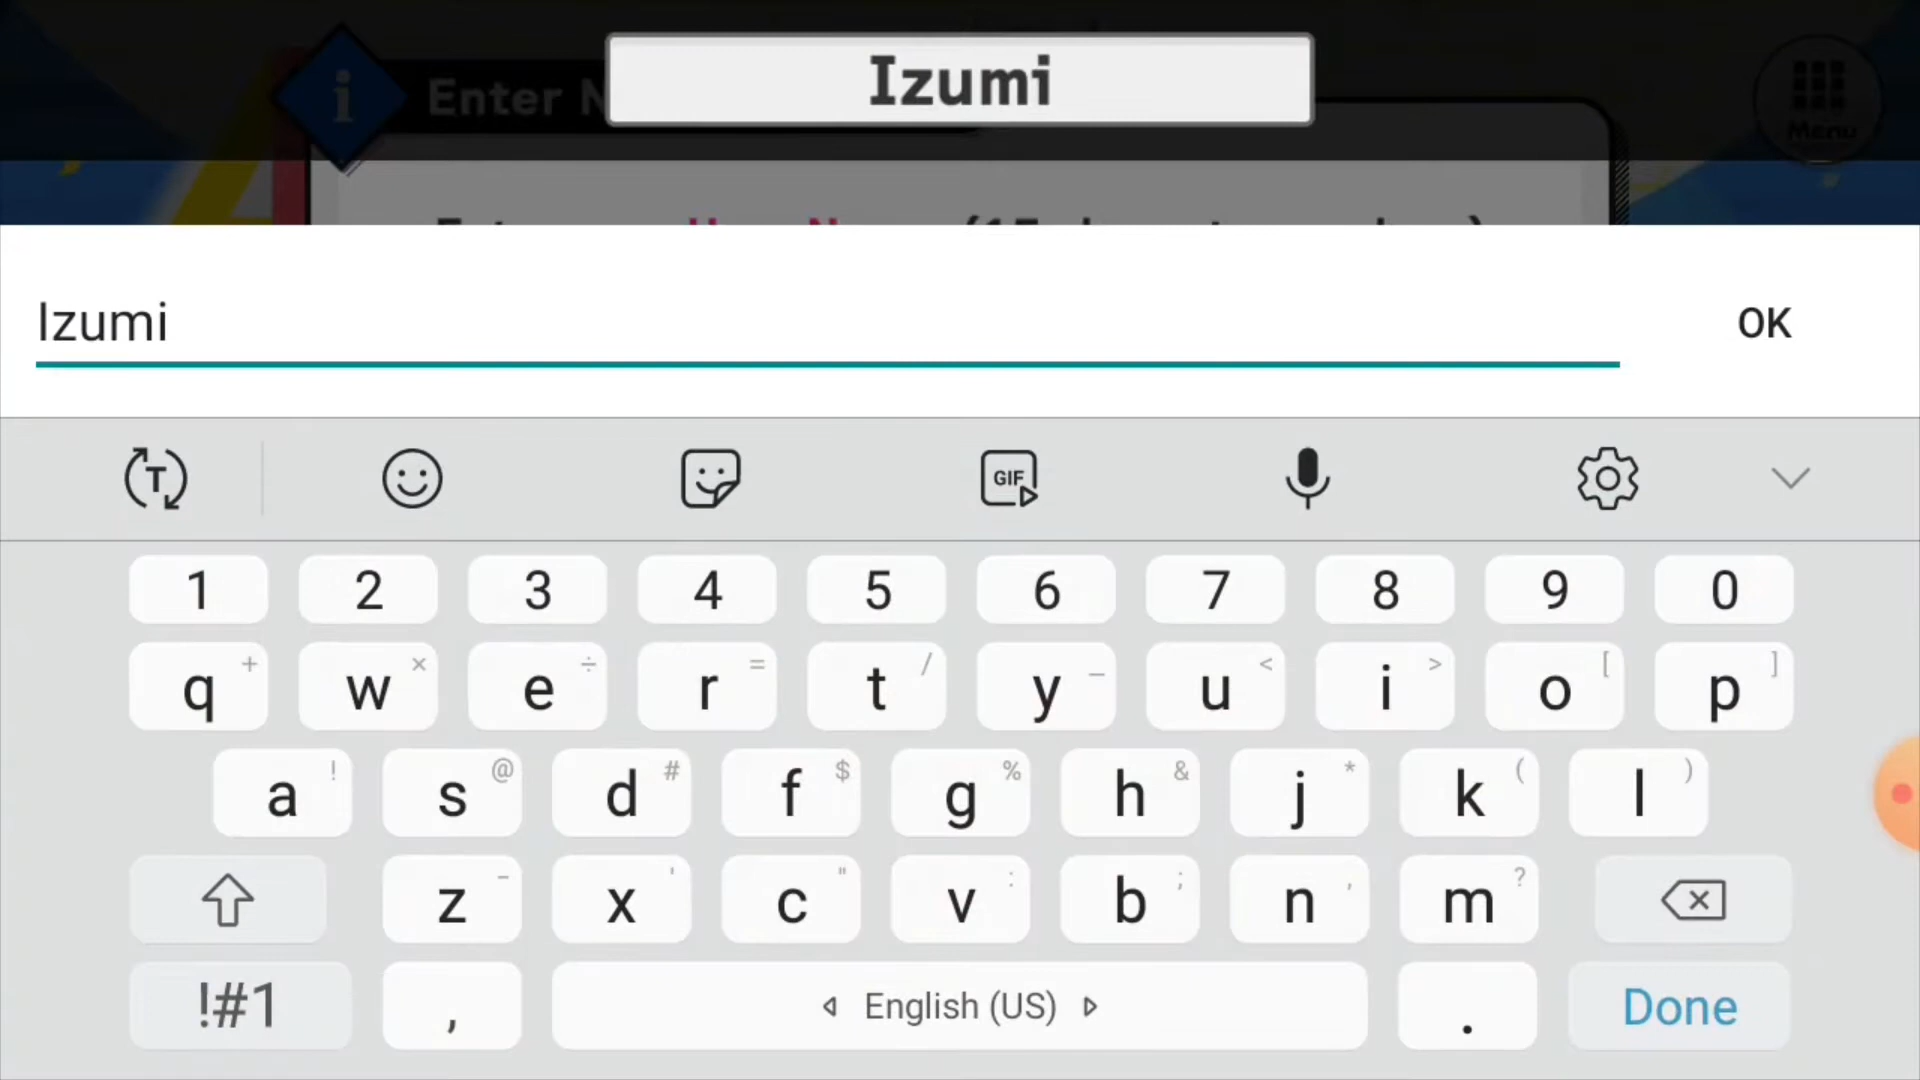 Izumi
i Enter N
Menu
Izumi
OK
T GIF
1 2 3 4 5 6 7 8 9 0
q + w × e ÷ r = t / y _ u < i > o [ p ]
a ! s @ d # f $ g % h & j * k ( l )
z - x ' c " v : b ; n , m ?
!#1 , English (US) . Done